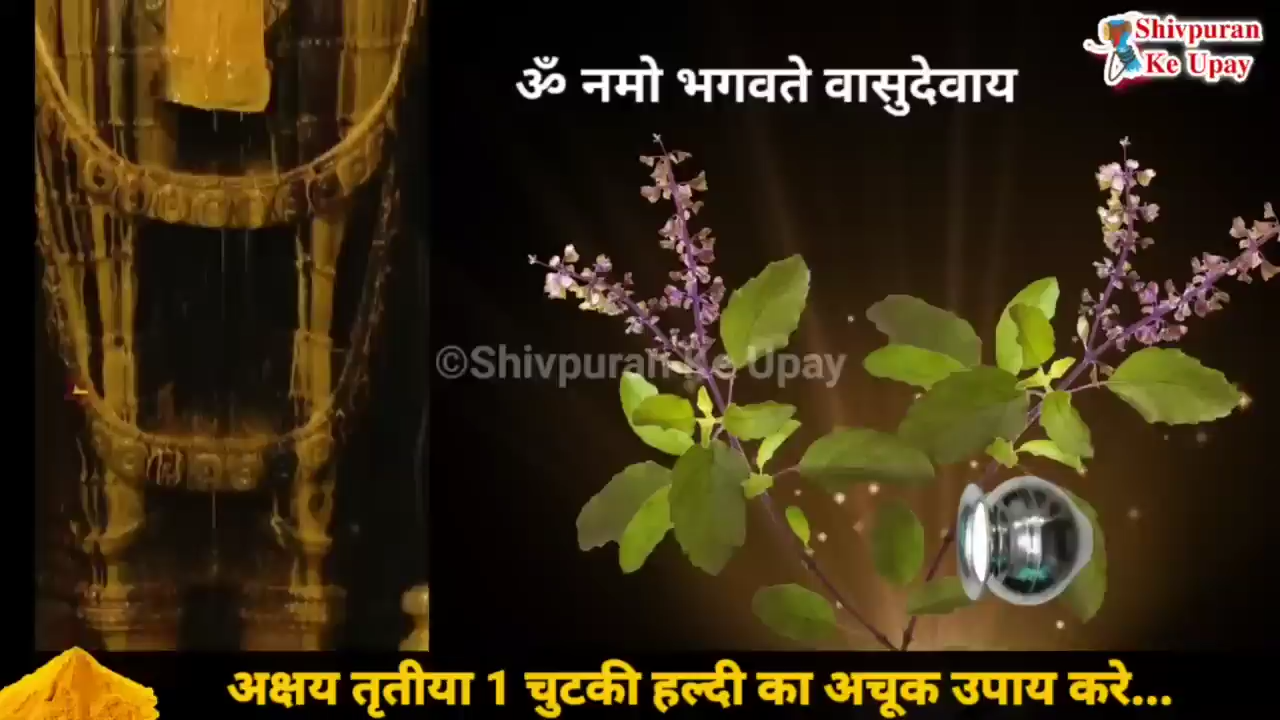 Shivpuran
Ke Upay
ॐ नमो भगवते वासुदेवाय
©Shivpuran Ke Upay
अक्षय तृतीया 1 चुटकी हल्दी का अचूक उपाय करे...